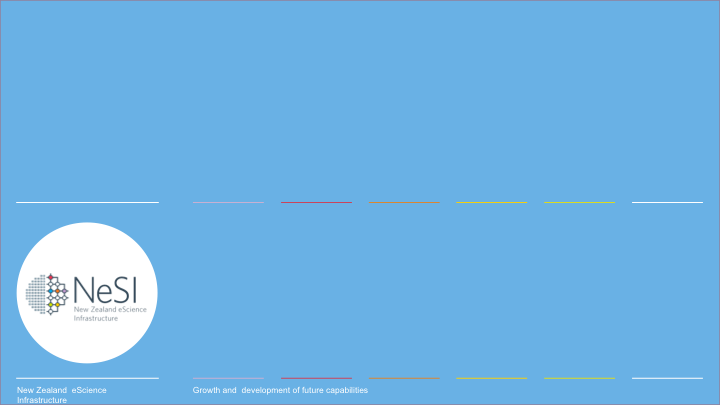 NeSI
New Zealand eScience
Infrastructure
New Zealand  eScience
Infrastructure
Growth and  development of future capabilities